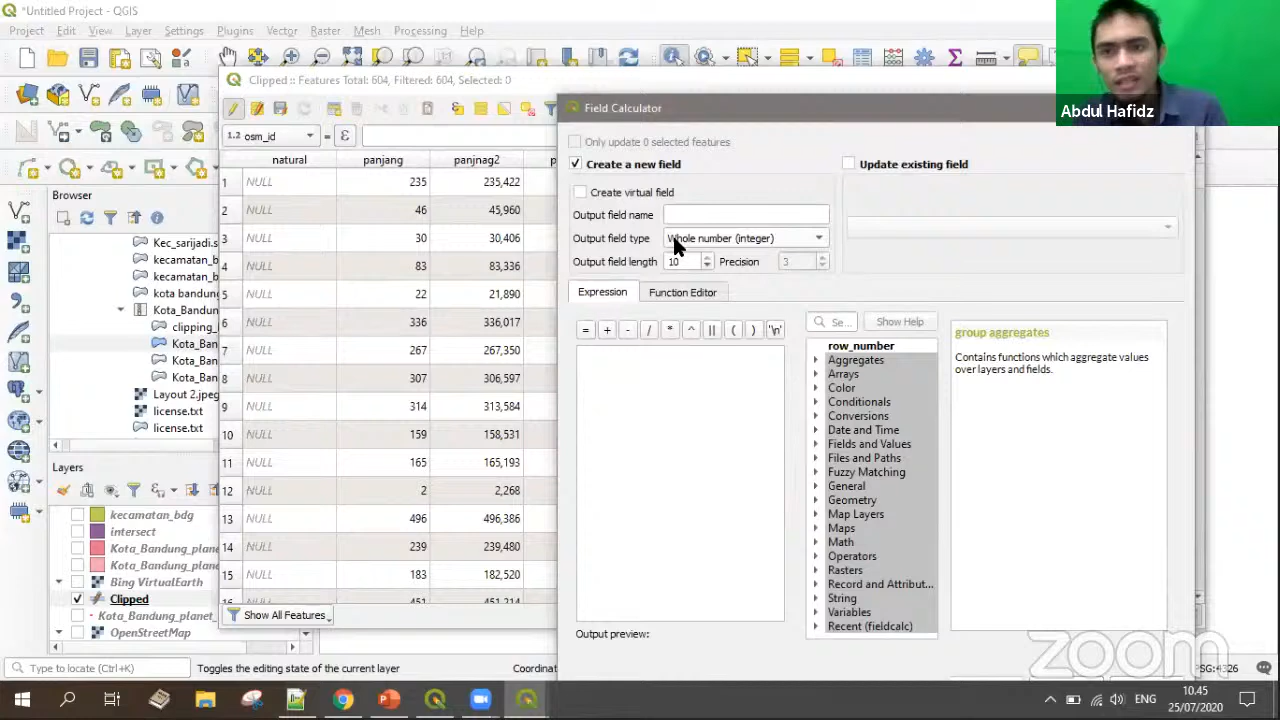 *Untitled Project - QGIS
Project Edit View Layer Settings Plugins Vector Raster Mesh Processing Help
Abdul Hafidz
Clipped :: Features Total: 604, Filtered: 604, Selected: 0
1.2 osm_id = ε
natural panjang panjnag2
1 NULL 235 235,422
2 NULL 46 45,960
3 NULL 30 30,406
4 NULL 83 83,336
5 NULL 22 21,890
6 NULL 336 336,017
7 NULL 267 267,350
8 NULL 307 306,597
9 NULL 314 313,584
10 NULL 159 158,531
11 NULL 165 165,193
12 NULL 2 2,268
13 NULL 496 496,386
14 NULL 239 239,480
15 NULL 183 182,520
16 NULL 451 451,214
Show All Features
Field Calculator
Only update 0 selected features
Create a new field
Update existing field
Create virtual field
Output field name
Output field type Whole number (integer)
Output field length 10 Precision 3
Expression Function Editor
= + - / * ^ || ( ) '\n'
Se... Show Help
row_number
Aggregates
Arrays
Color
Conditionals
Conversions
Date and Time
Fields and Values
Files and Paths
Fuzzy Matching
General
Geometry
Map Layers
Maps
Math
Operators
Rasters
Record and Attribut...
String
Variables
Recent (fieldcalc)
group aggregates
Contains functions which aggregate values
over layers and fields.
Output preview:
Browser
Kec_sarijadi.s
kecamatan_b
kecamatan_b
kota bandung
Kota_Bandun
clipping_
Kota_Ban
Kota_Ban
Kota_Ban
Layout 2.jpeg
license.txt
license.txt
Layers
kecamatan_bdg
intersect
Kota_Bandung_plane
Kota_Bandung_plane
Bing VirtualEarth
Clipped
Kota_Bandung_planet_
OpenStreetMap
Type to locate (Ctrl+K)
Toggles the editing state of the current layer
Coordina
PSG:4326
zoom
ENG
10.45
25/07/2020